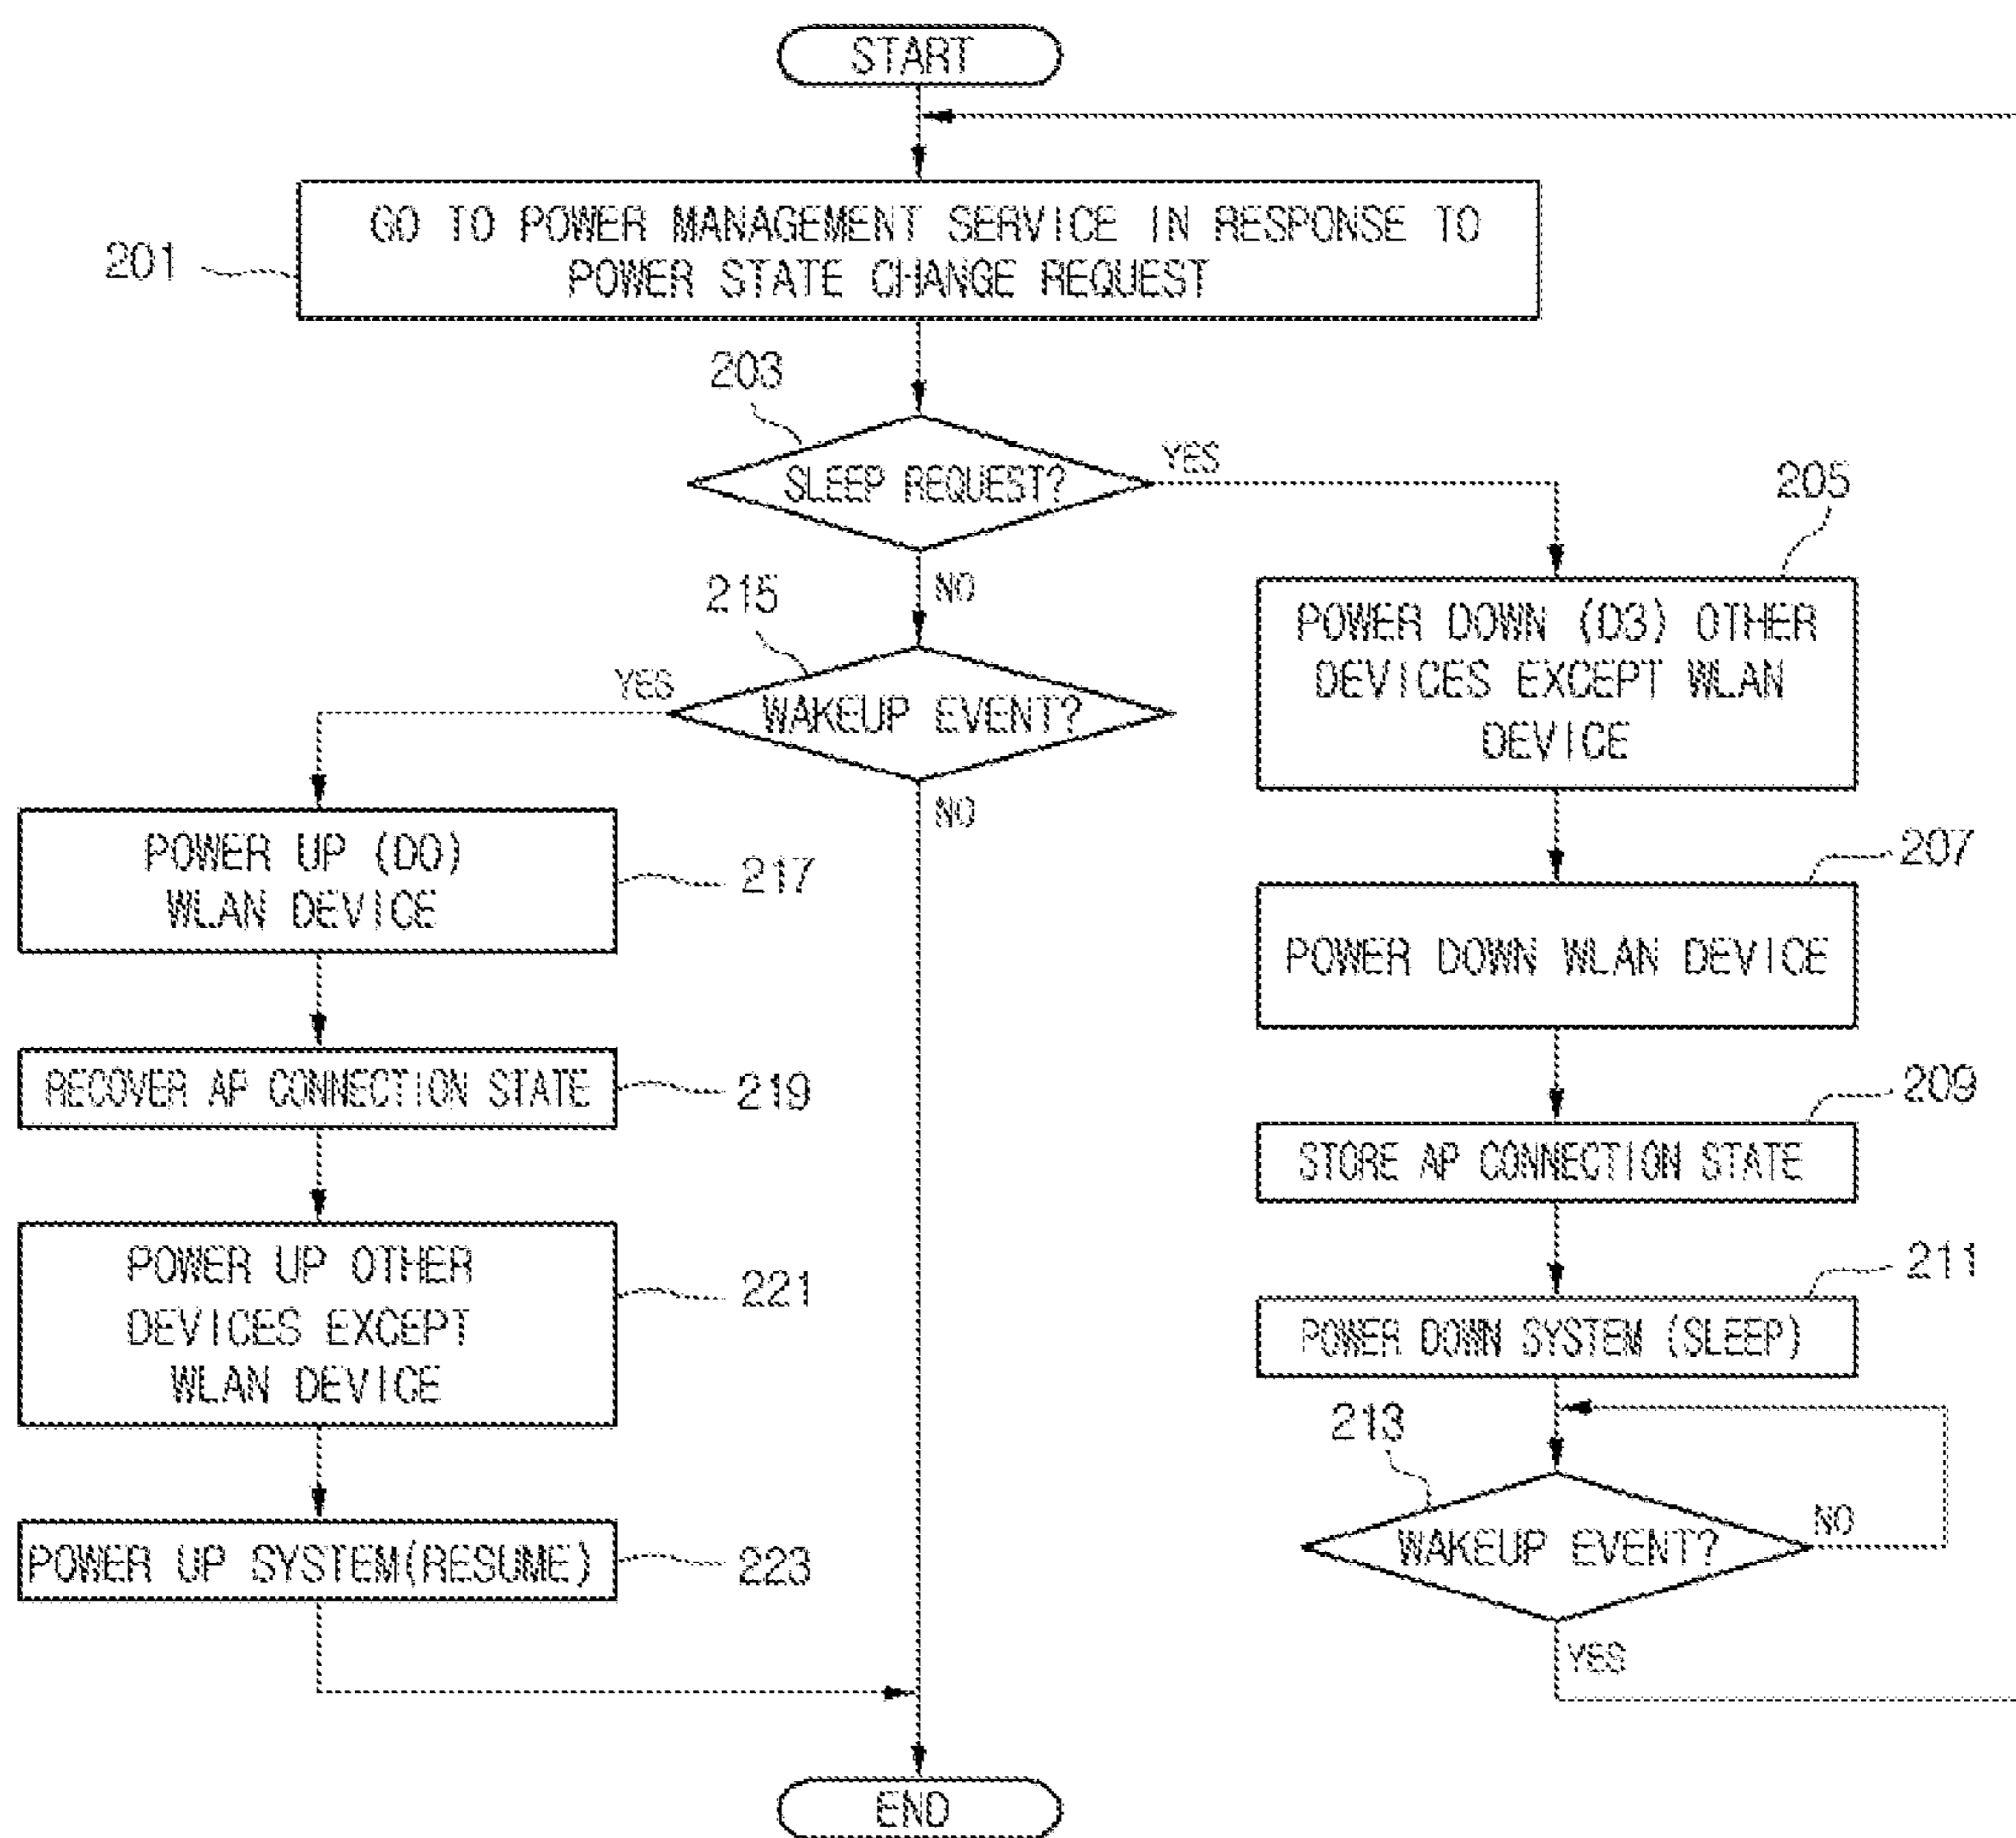 START
GO TO POWER MANAGEMENT SERVICE IN RESPONSE TO
POWER STATE CHANGE REQUEST
201
203
SLEEP REQUEST?
YES
NO
205
POWER DOWN (D3) OTHER
DEVICES EXCEPT WLAN
DEVICE
215
WAKEUP EVENT?
YES
NO
207
POWER DOWN WLAN DEVICE
POWER UP (D0)
WLAN DEVICE
217
209
STORE AP CONNECTION STATE
RECOVER AP CONNECTION STATE
219
211
POWER DOWN SYSTEM (SLEEP)
POWER UP OTHER
DEVICES EXCEPT
WLAN DEVICE
221
213
WAKEUP EVENT?
NO
YES
POWER UP SYSTEM(RESUME)
223
END